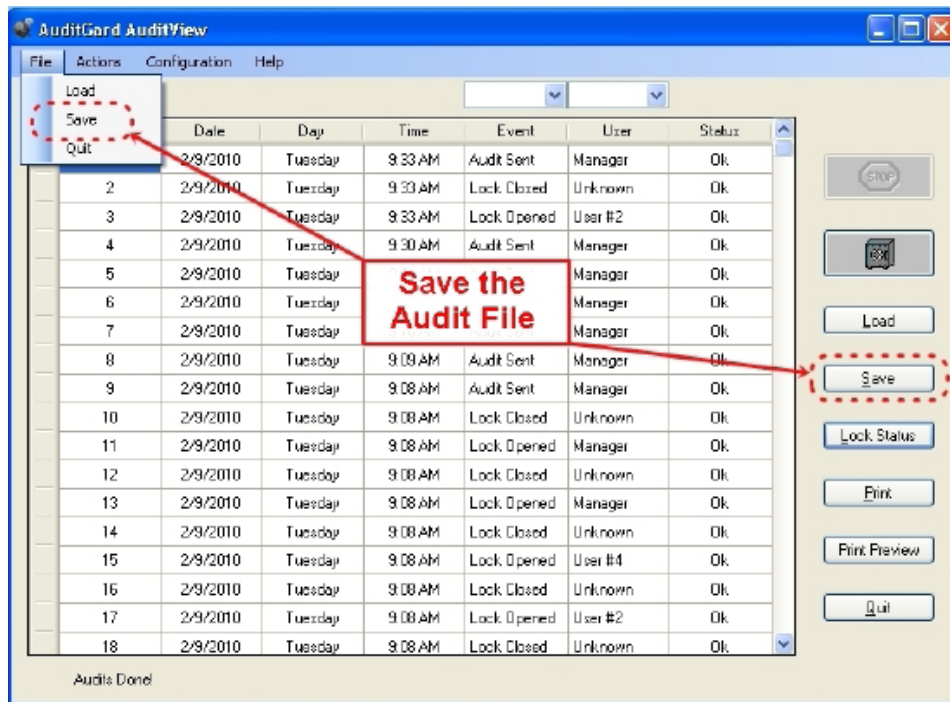 AuditGard AuditView
File Actions Configuration Help
Load
Save
Quit
Date Day Time Event User Status
2/9/2010 Tuesday 9:33 AM Audit Sent Manager Ok
2 2/9/2010 Tuesday 9:33 AM Lock Closed Unknown Ok
3 2/9/2010 Tuesday 9:33 AM Lock Opened User #2 Ok
4 2/9/2010 Tuesday 9:30 AM Audit Sent Manager Ok
5 2/9/2010 Tuesday Manager Ok
6 2/9/2010 Tuesday Manager Ok
7 2/9/2010 Tuesday Manager Ok
8 2/9/2010 Tuesday 9:09 AM Audit Sent Manager Ok
9 2/9/2010 Tuesday 9:08 AM Audit Sent Manager Ok
10 2/9/2010 Tuesday 9:08 AM Lock Closed Unknown Ok
11 2/9/2010 Tuesday 9:08 AM Lock Opened Manager Ok
12 2/9/2010 Tuesday 9:08 AM Lock Closed Unknown Ok
13 2/9/2010 Tuesday 9:08 AM Lock Opened Manager Ok
14 2/9/2010 Tuesday 9:08 AM Lock Closed Unknown Ok
15 2/9/2010 Tuesday 9:08 AM Lock Opened User #4 Ok
16 2/9/2010 Tuesday 9:08 AM Lock Closed Unknown Ok
17 2/9/2010 Tuesday 9:08 AM Lock Opened User #2 Ok
18 2/9/2010 Tuesday 9:08 AM Lock Closed Unknown Ok
Save the
Audit File
STOP
Load
Save
Lock Status
Print
Print Preview
Quit
Audits Done!